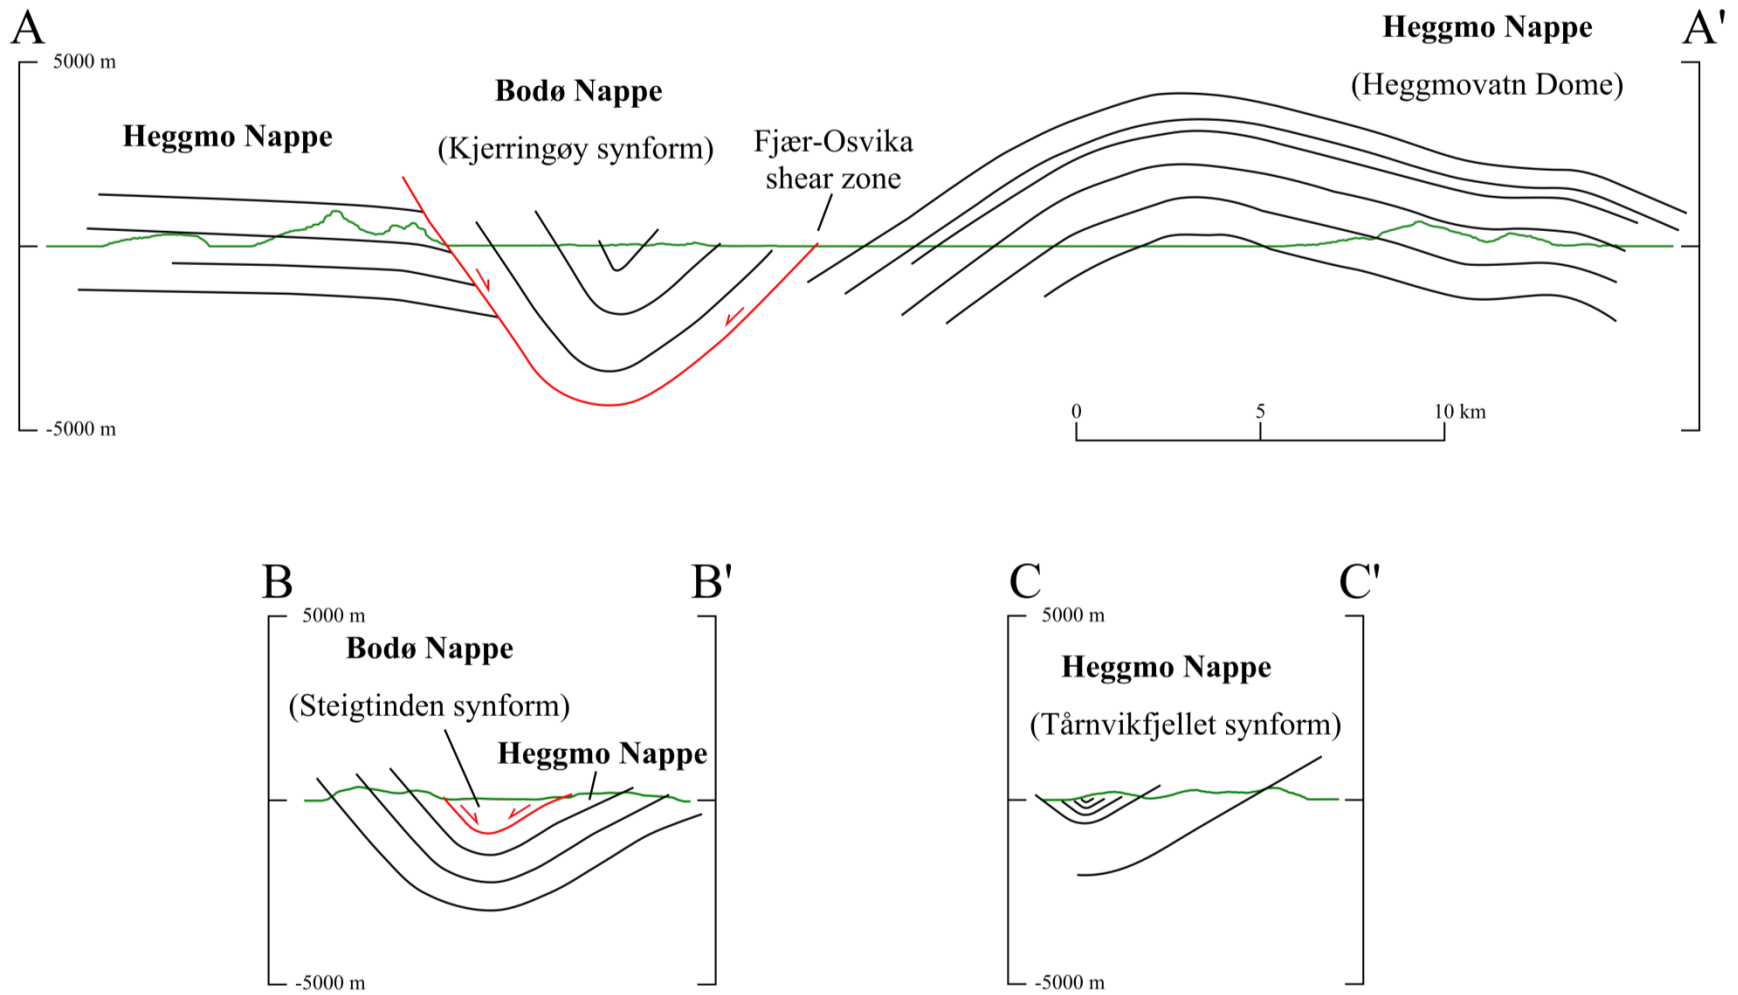 A
A'
5000 m
Heggmo Nappe
(Heggmovatn Dome)
Bodø Nappe
(Kjerringøy synform)
Heggmo Nappe
Fjær-Osvika
shear zone
0
5
10 km
-5000 m
B
B'
5000 m
Bodø Nappe
(Steigtinden synform)
Heggmo Nappe
-5000 m
C
C'
5000 m
Heggmo Nappe
(Tårnvikfjellet synform)
-5000 m